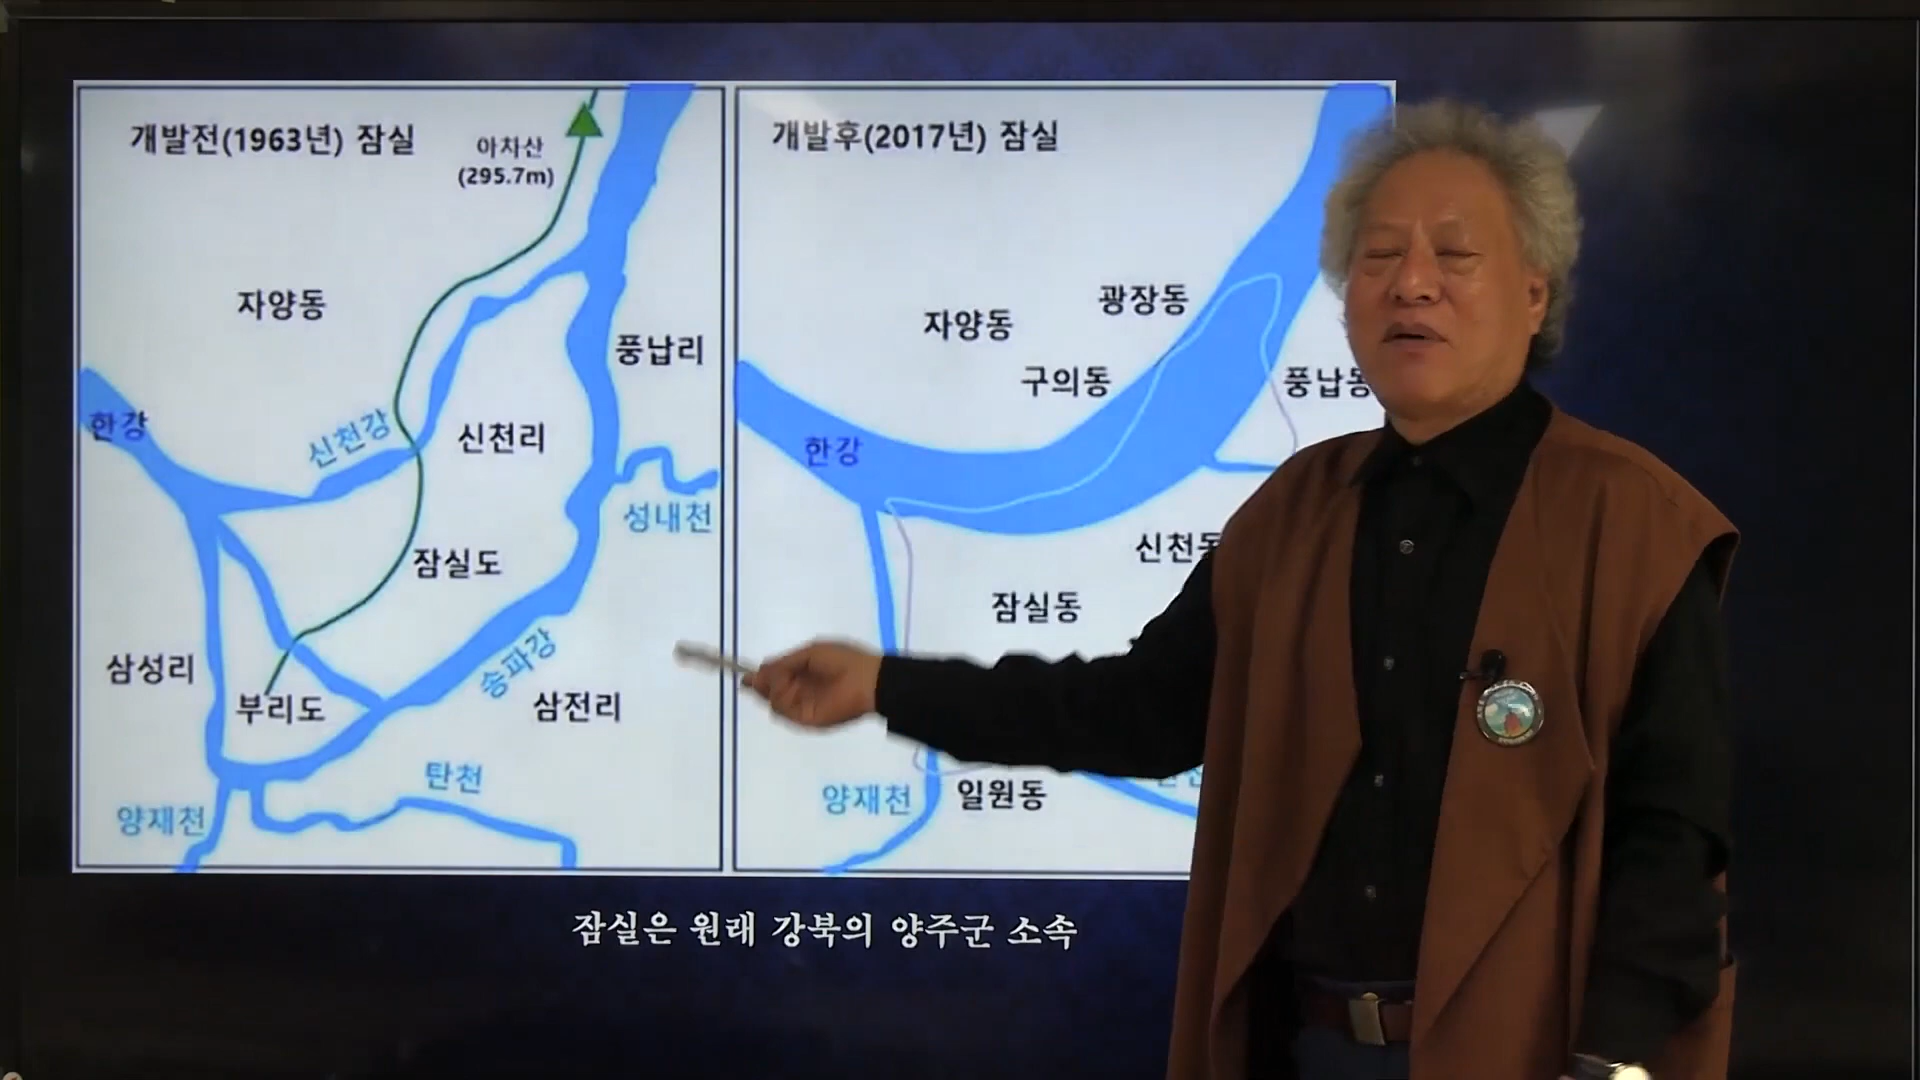 개발전(1963년) 잠실
아차산
(295.7m)
자양동
풍납리
한강
신천강
신천리
성내천
잠실도
송파강
삼성리
부리도
삼전리
탄천
양재천
개발후(2017년) 잠실
광장동
자양동
구의동
풍납동
한강
신천동
잠실동
양재천
일원동
잠실은 원래 강북의 양주군 소속